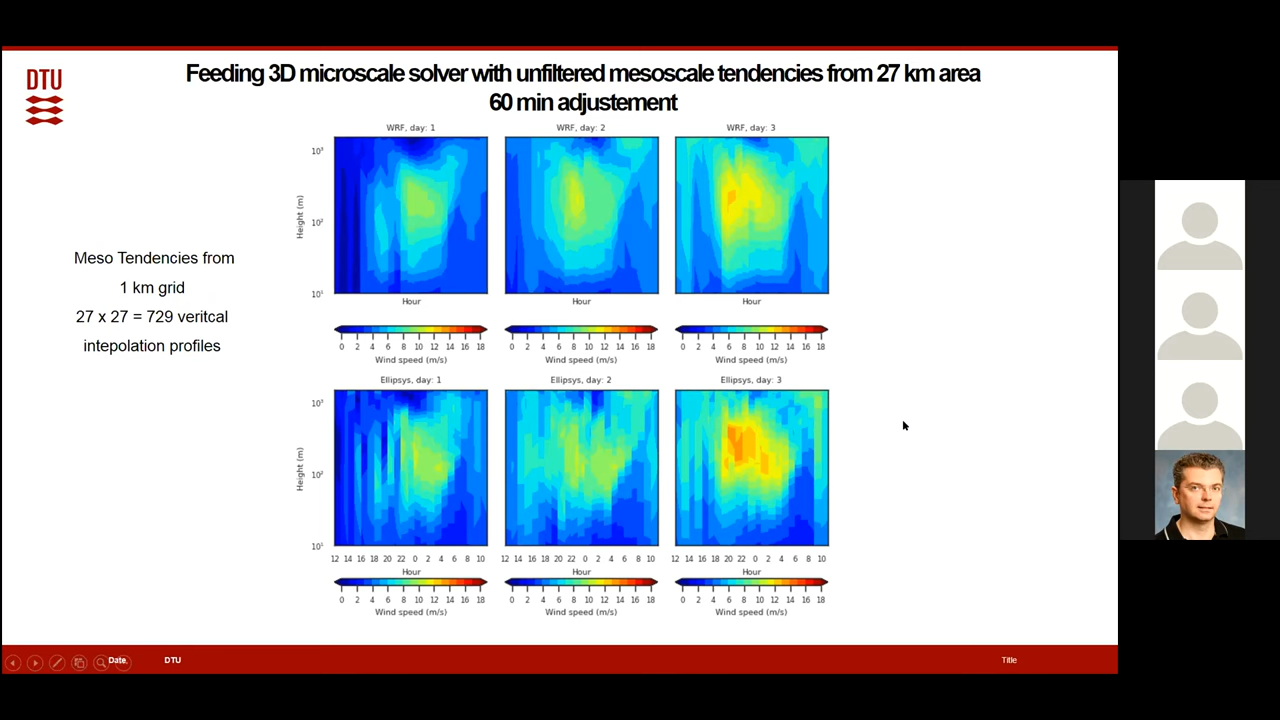 DTU
Feeding 3D microscale solver with unfiltered mesoscale tendencies from 27 km area
60 min adjustement
Meso Tendencies from
1 km grid
27 x 27 = 729 veritcal
intepolation profiles
WRF, day: 1
WRF, day: 2
WRF, day: 3
Height (m)
10³
10²
10¹
Hour
Hour
Hour
0 2 4 6 8 10 12 14 16 18
0 2 4 6 8 10 12 14 16 18
0 2 4 6 8 10 12 14 16 18
Wind speed (m/s)
Wind speed (m/s)
Wind speed (m/s)
Ellipsys, day: 1
Ellipsys, day: 2
Ellipsys, day: 3
Height (m)
10³
10²
10¹
12 14 16 18 20 22 0 2 4 6 8 10
12 14 16 18 20 22 0 2 4 6 8 10
12 14 16 18 20 22 0 2 4 6 8 10
Hour
Hour
Hour
0 2 4 6 8 10 12 14 16 18
0 2 4 6 8 10 12 14 16 18
0 2 4 6 8 10 12 14 16 18
Wind speed (m/s)
Wind speed (m/s)
Wind speed (m/s)
Date.
DTU
Title